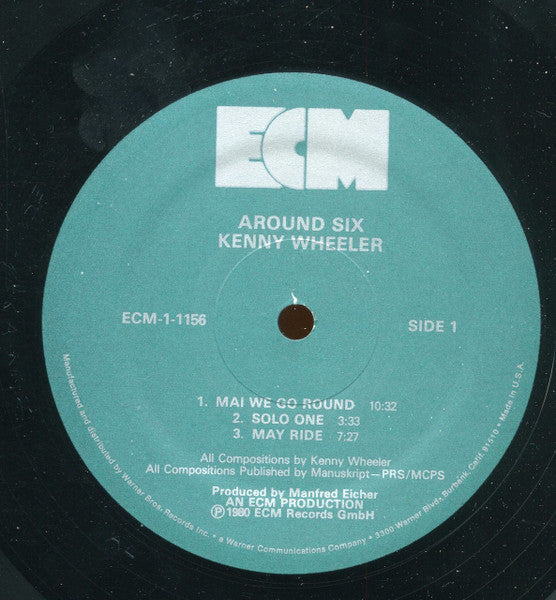 ECM
AROUND SIX
KENNY WHEELER
ECM-1-1156
SIDE 1
1. MAI WE GO ROUND 10:32
2. SOLO ONE 3:33
3. MAY RIDE 7:27
All Compositions by Kenny Wheeler
All Compositions Published by Manuskript—PRS/MCPS
Produced by Manfred Eicher
AN ECM PRODUCTION
Ⓟ1980 ECM Records GmbH
Manufactured and distributed by Warner Bros. Records Inc. • a Warner Communications Company • 3300 Warner Blvd., Burbank, Calif. 91510 • Made in U.S.A.